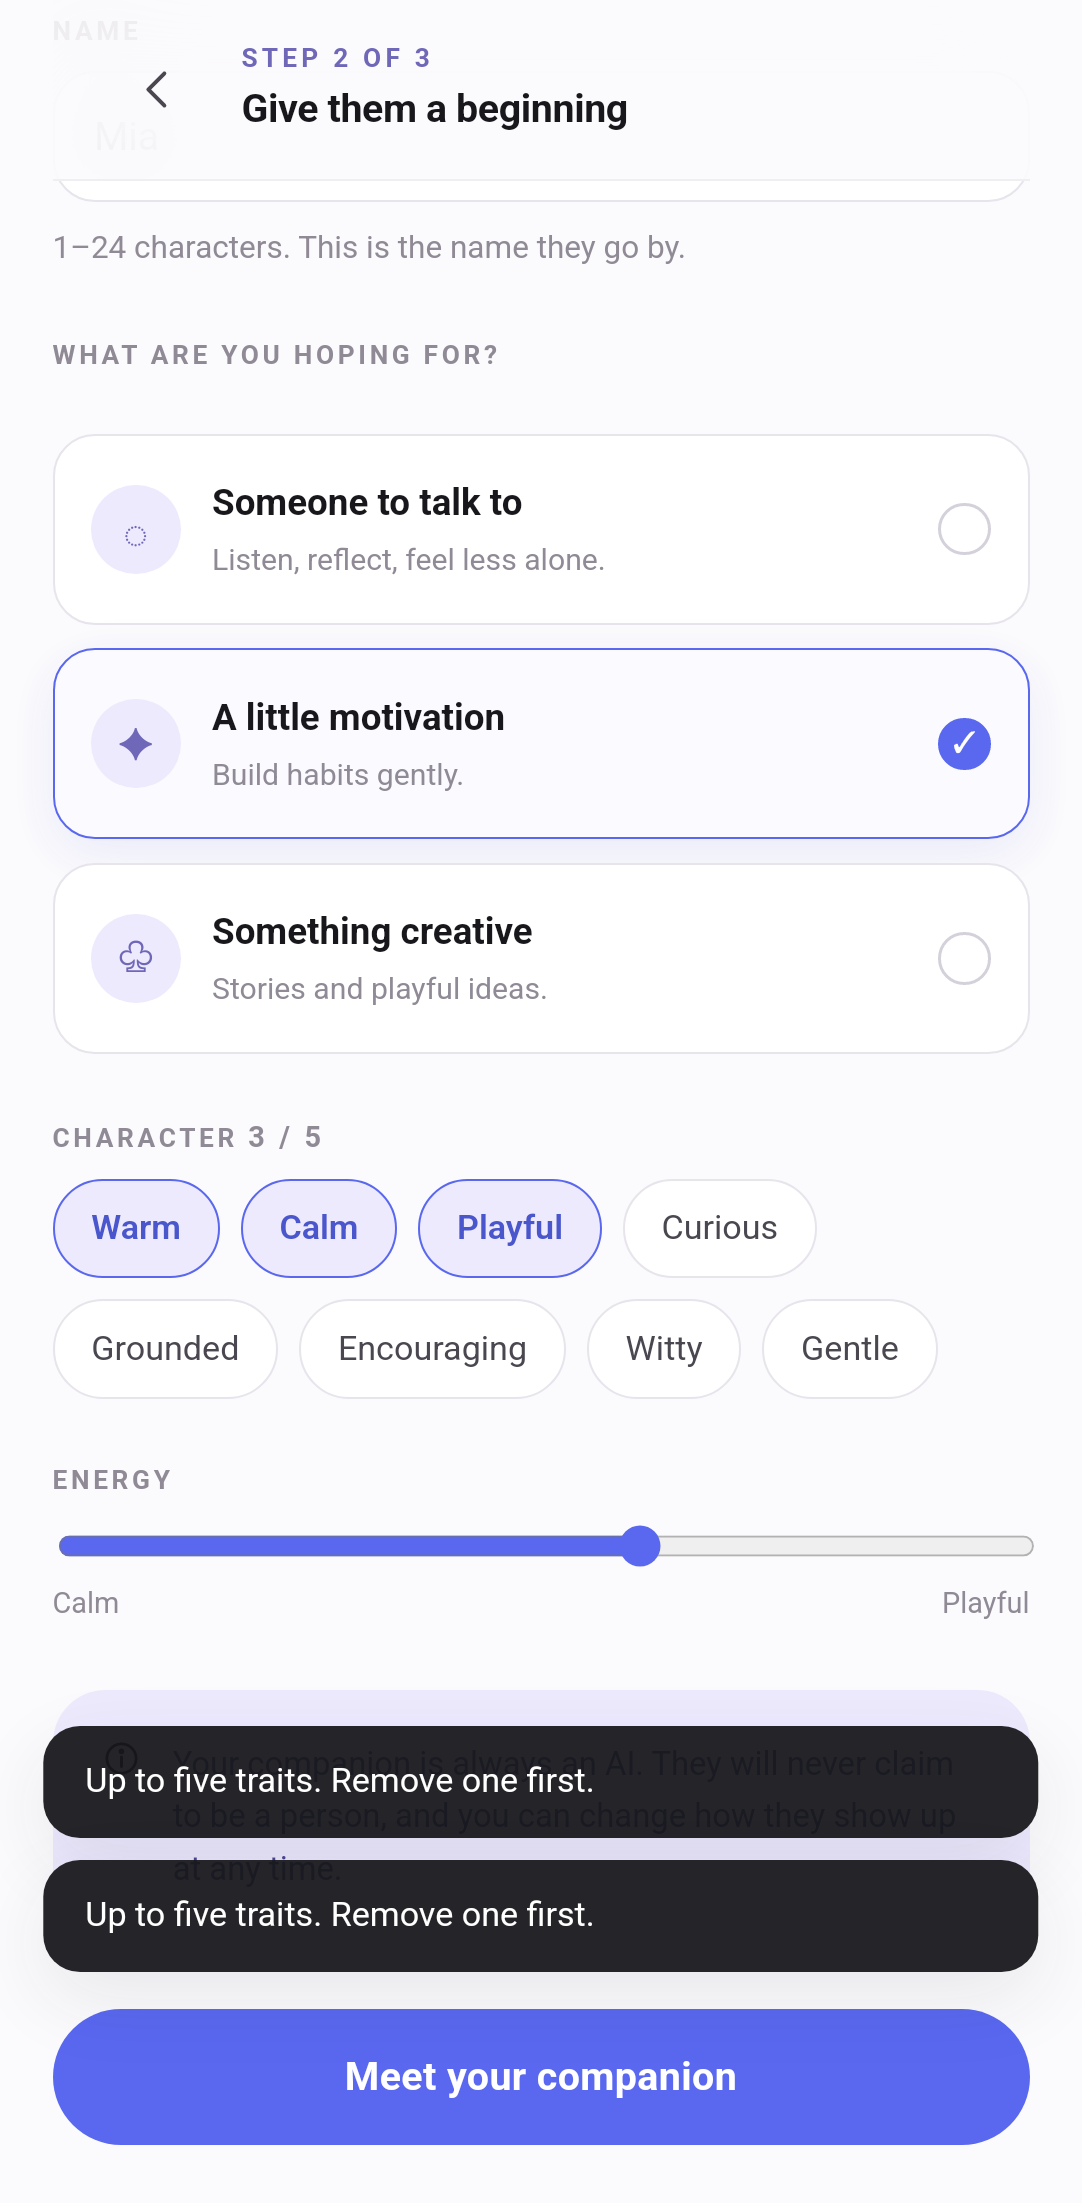 NAME
STEP 2 OF 3
Give them a beginning
Mia
1–24 characters. This is the name they go by.
WHAT ARE YOU HOPING FOR?
Someone to talk to
Listen, reflect, feel less alone.
A little motivation
Build habits gently.
Something creative
Stories and playful ideas.
CHARACTER 3 / 5
Warm Calm Playful Curious
Grounded Encouraging Witty Gentle
ENERGY
Calm Playful
Your companion is always an AI. They will never claim
Up to five traits. Remove one first.
to be a person, and you can change how they show up
at any time.
Up to five traits. Remove one first.
Meet your companion